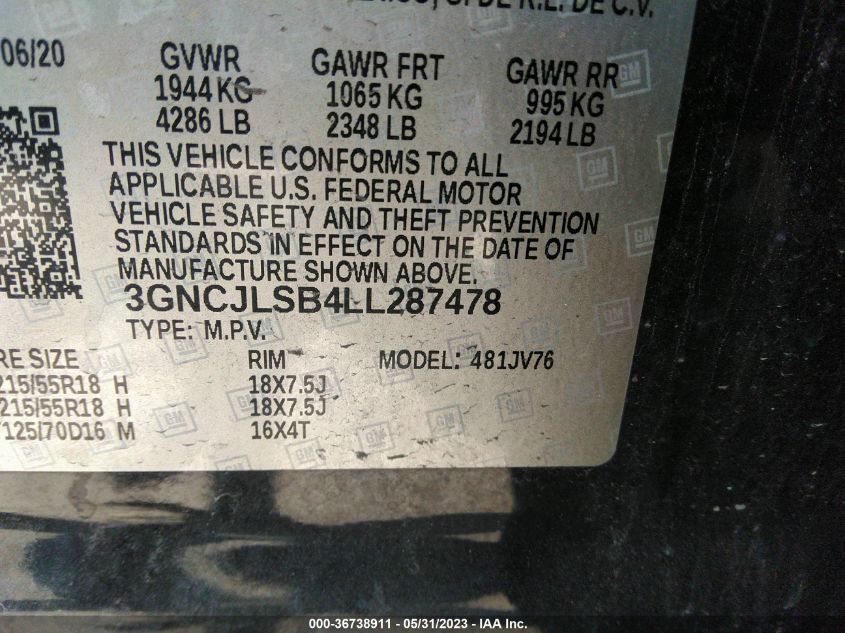 S. DE R.L. DE C.V.
06/20 GVWR GAWR FRT GAWR RR
1944 KG 1065 KG 995 KG
4286 LB 2348 LB 2194 LB
THIS VEHICLE CONFORMS TO ALL
APPLICABLE U.S. FEDERAL MOTOR
VEHICLE SAFETY AND THEFT PREVENTION
STANDARDS IN EFFECT ON THE DATE OF
MANUFACTURE SHOWN ABOVE.
3GNCJLSB4LL287478
TYPE: M.P.V.
RE SIZE RIM MODEL: 481JV76
215/55R18 H 18X7.5J
215/55R18 H 18X7.5J
T125/70D16 M 16X4T
000-36738911 - 05/31/2023 - IAA Inc.